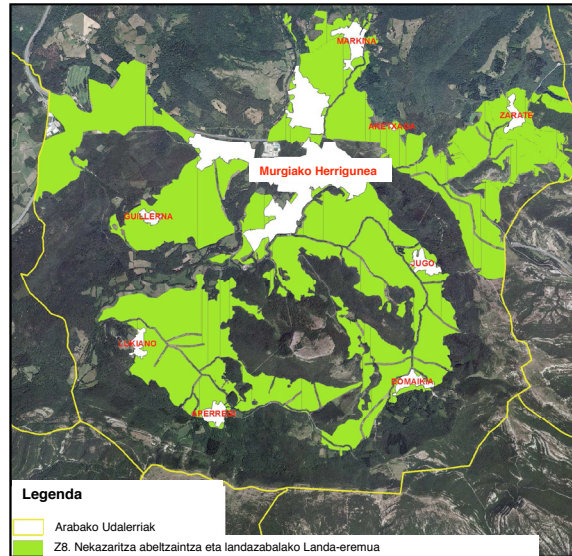 MARKINA
ARETXAGA
ZARATE
Murgiako Herrigunea
GUILLERNA
JUGO
LUKIANO
DOMAIKIA
APERREGI
Legenda
Arabako Udalerriak
Z8. Nekazaritza abeltzaintza eta landazabalako Landa-eremua